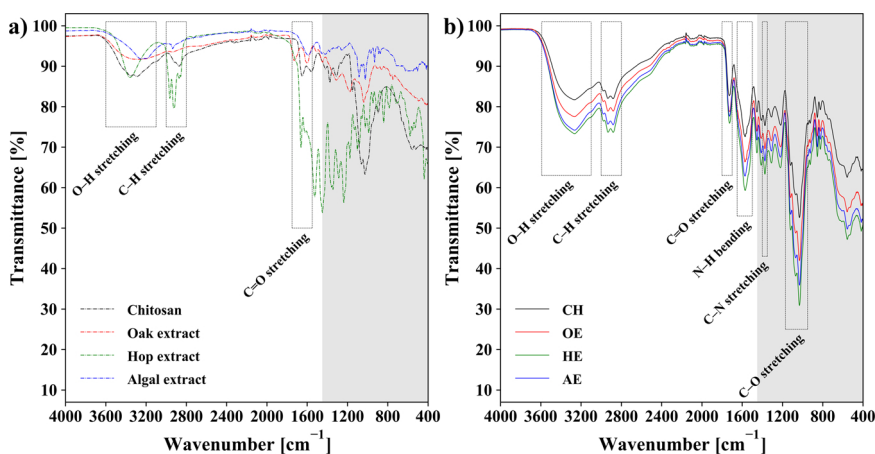 a)
Transmittance [%]
100
90
80
70
60
50
40
30
20
10
O–H stretching
C–H stretching
C=O stretching
Chitosan
Oak extract
Hop extract
Algal extract
4000 3600 3200 2800 2400 2000 1600 1200 800 400
Wavenumber [cm⁻¹]
b)
Transmittance [%]
100
90
80
70
60
50
40
30
20
10
O–H stretching
C–H stretching
C=O stretching
N–H bending
C–N stretching
C–O stretching
CH
OE
HE
AE
4000 3600 3200 2800 2400 2000 1600 1200 800 400
Wavenumber [cm⁻¹]